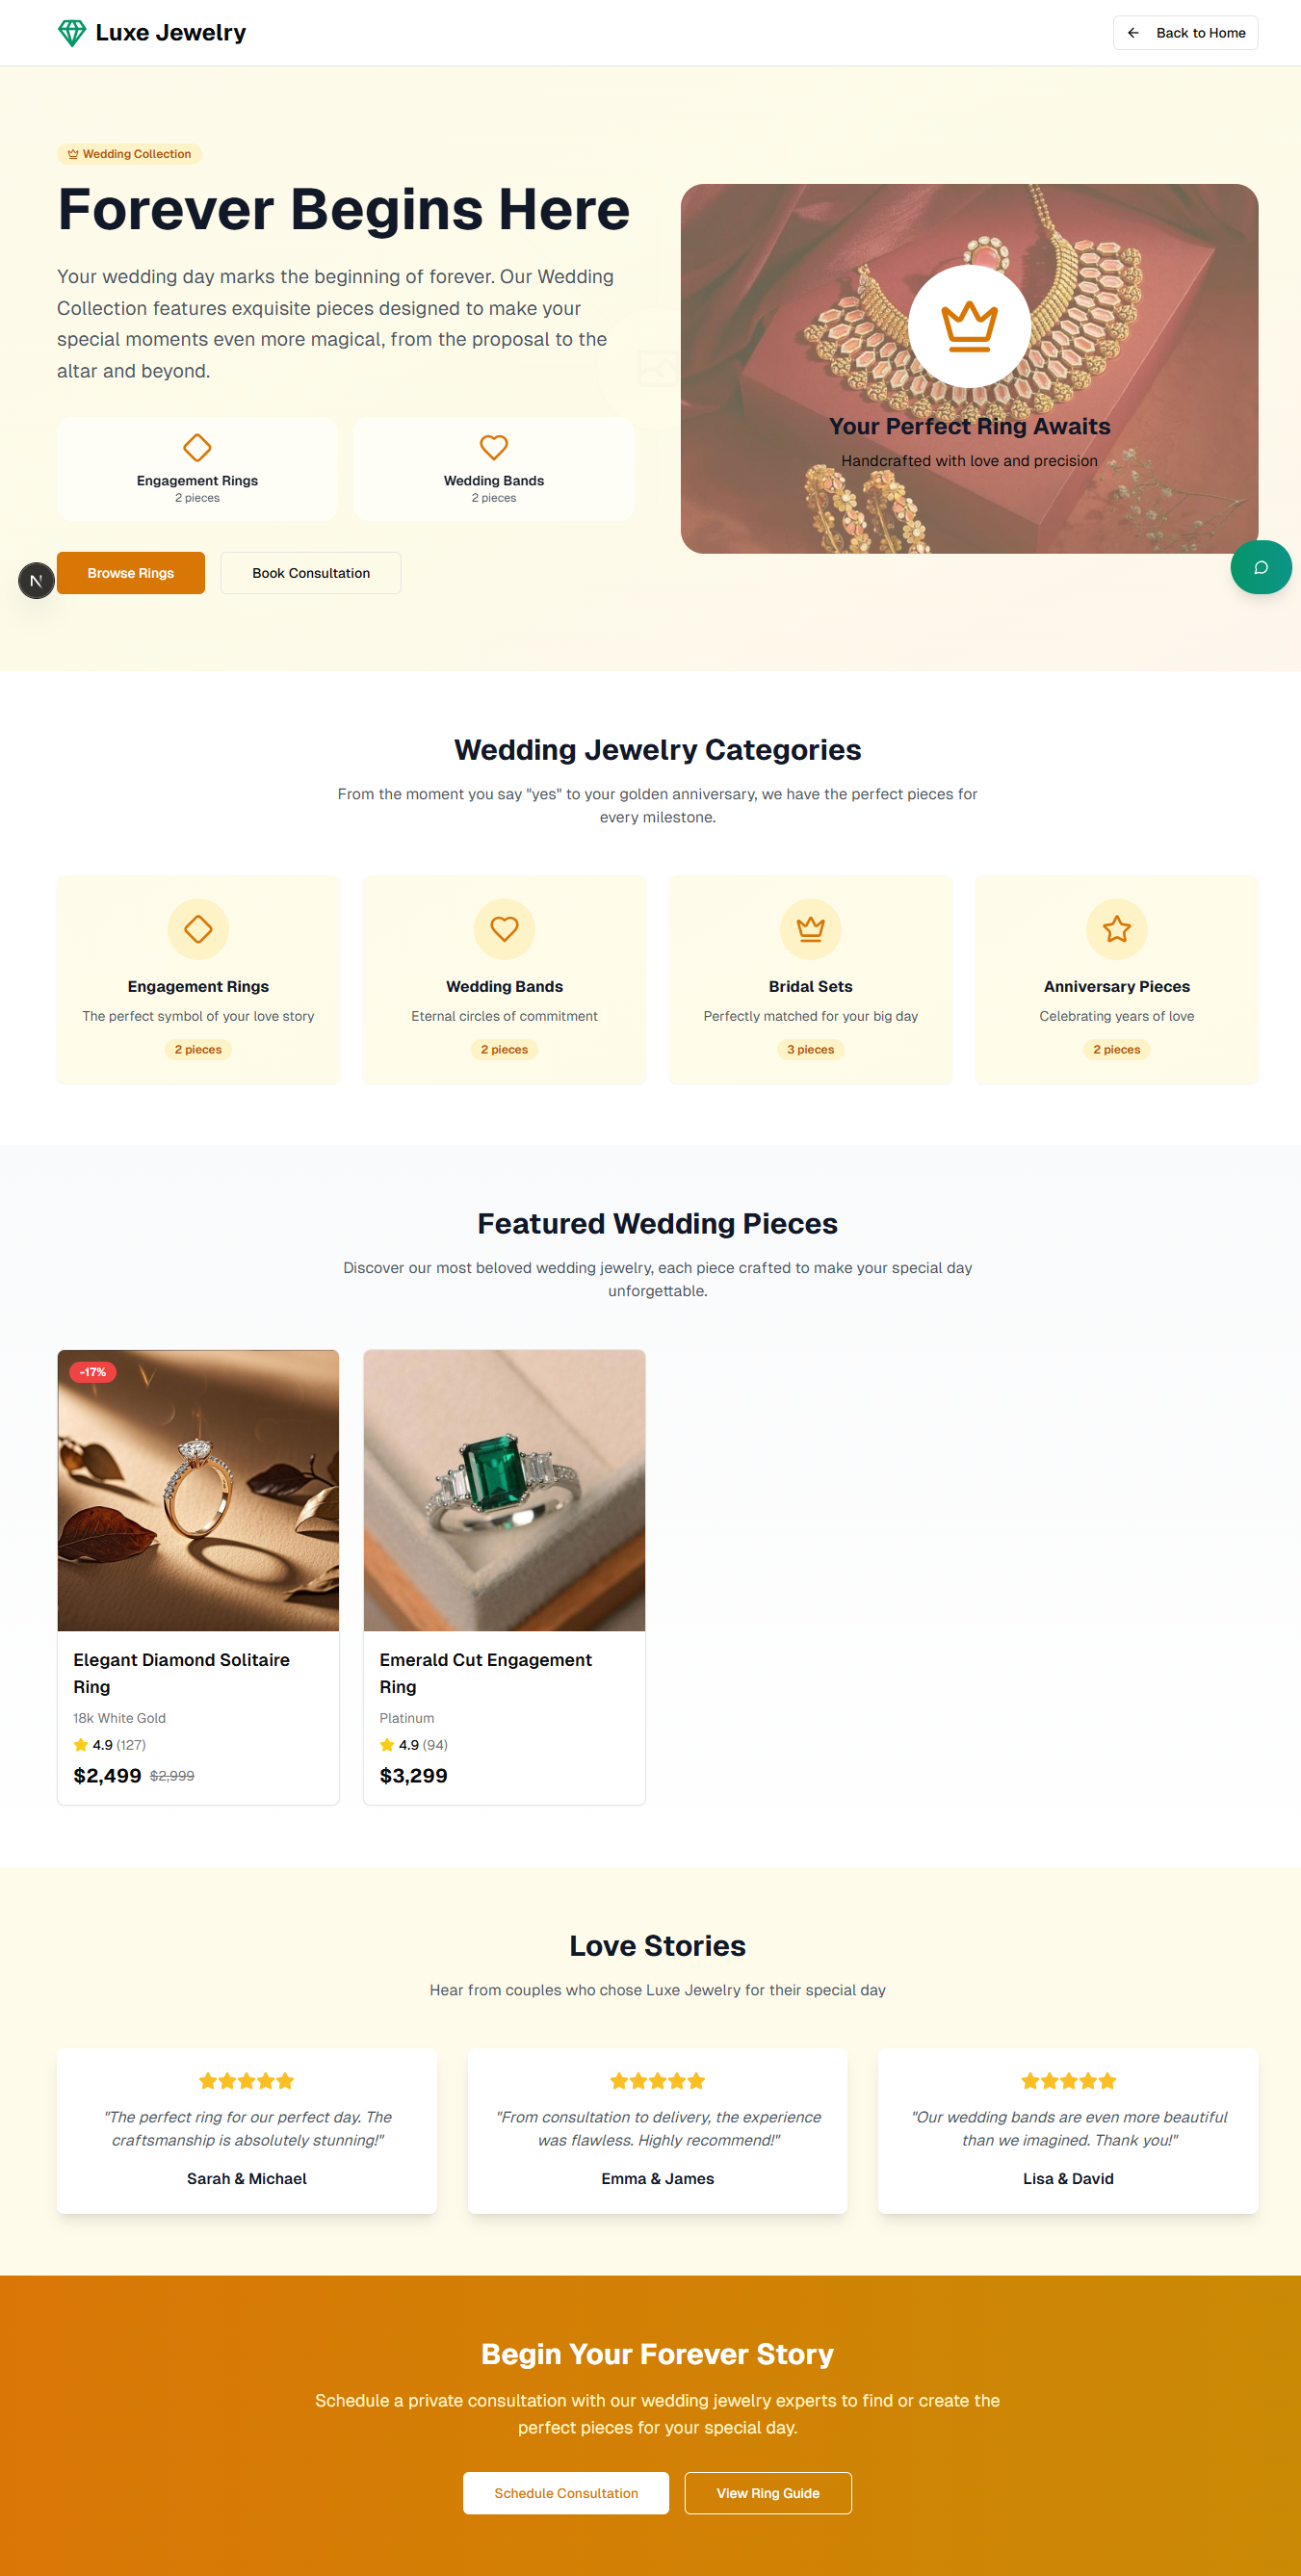 Luxe Jewelry
Back to Home
Wedding Collection
Forever Begins Here
Your wedding day marks the beginning of forever. Our Wedding
Collection features exquisite pieces designed to make your
special moments even more magical, from the proposal to the
altar and beyond.
Engagement Rings
2 pieces
Wedding Bands
2 pieces
Browse Rings
Book Consultation
Your Perfect Ring Awaits
Handcrafted with love and precision
N
Wedding Jewelry Categories
From the moment you say "yes" to your golden anniversary, we have the perfect pieces for
every milestone.
Engagement Rings
The perfect symbol of your love story
2 pieces
Wedding Bands
Eternal circles of commitment
2 pieces
Bridal Sets
Perfectly matched for your big day
3 pieces
Anniversary Pieces
Celebrating years of love
2 pieces
Featured Wedding Pieces
Discover our most beloved wedding jewelry, each piece crafted to make your special day
unforgettable.
-17%
Elegant Diamond Solitaire
Ring
18k White Gold
4.9 (127)
$2,499 $2,999
Emerald Cut Engagement
Ring
Platinum
4.9 (94)
$3,299
Love Stories
Hear from couples who chose Luxe Jewelry for their special day
"The perfect ring for our perfect day. The
craftsmanship is absolutely stunning!"
Sarah & Michael
"From consultation to delivery, the experience
was flawless. Highly recommend!"
Emma & James
"Our wedding bands are even more beautiful
than we imagined. Thank you!"
Lisa & David
Begin Your Forever Story
Schedule a private consultation with our wedding jewelry experts to find or create the
perfect pieces for your special day.
Schedule Consultation
View Ring Guide